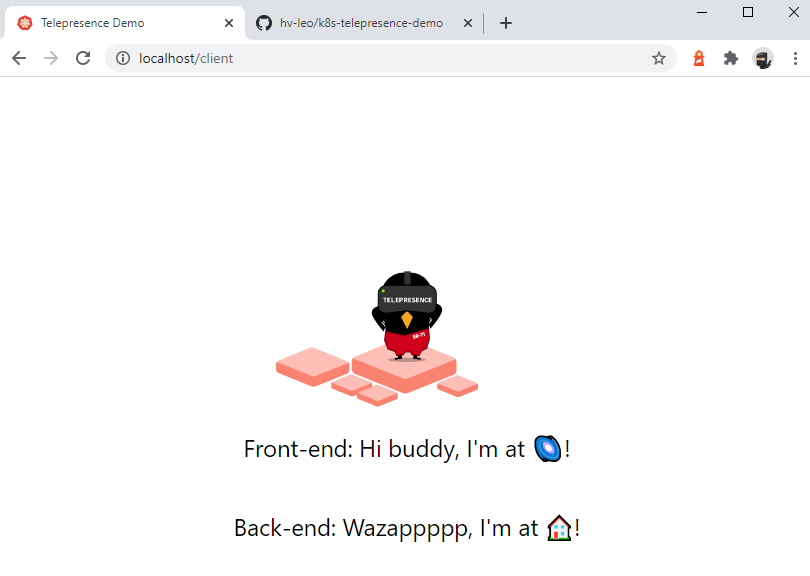 Telepresence Demo
hv-leo/k8s-telepresence-demo
localhost/client
TELEPRESENCE
SR-71
Front-end: Hi buddy, I'm at 🌀!
Back-end: Wazappppp, I'm at 🏠!